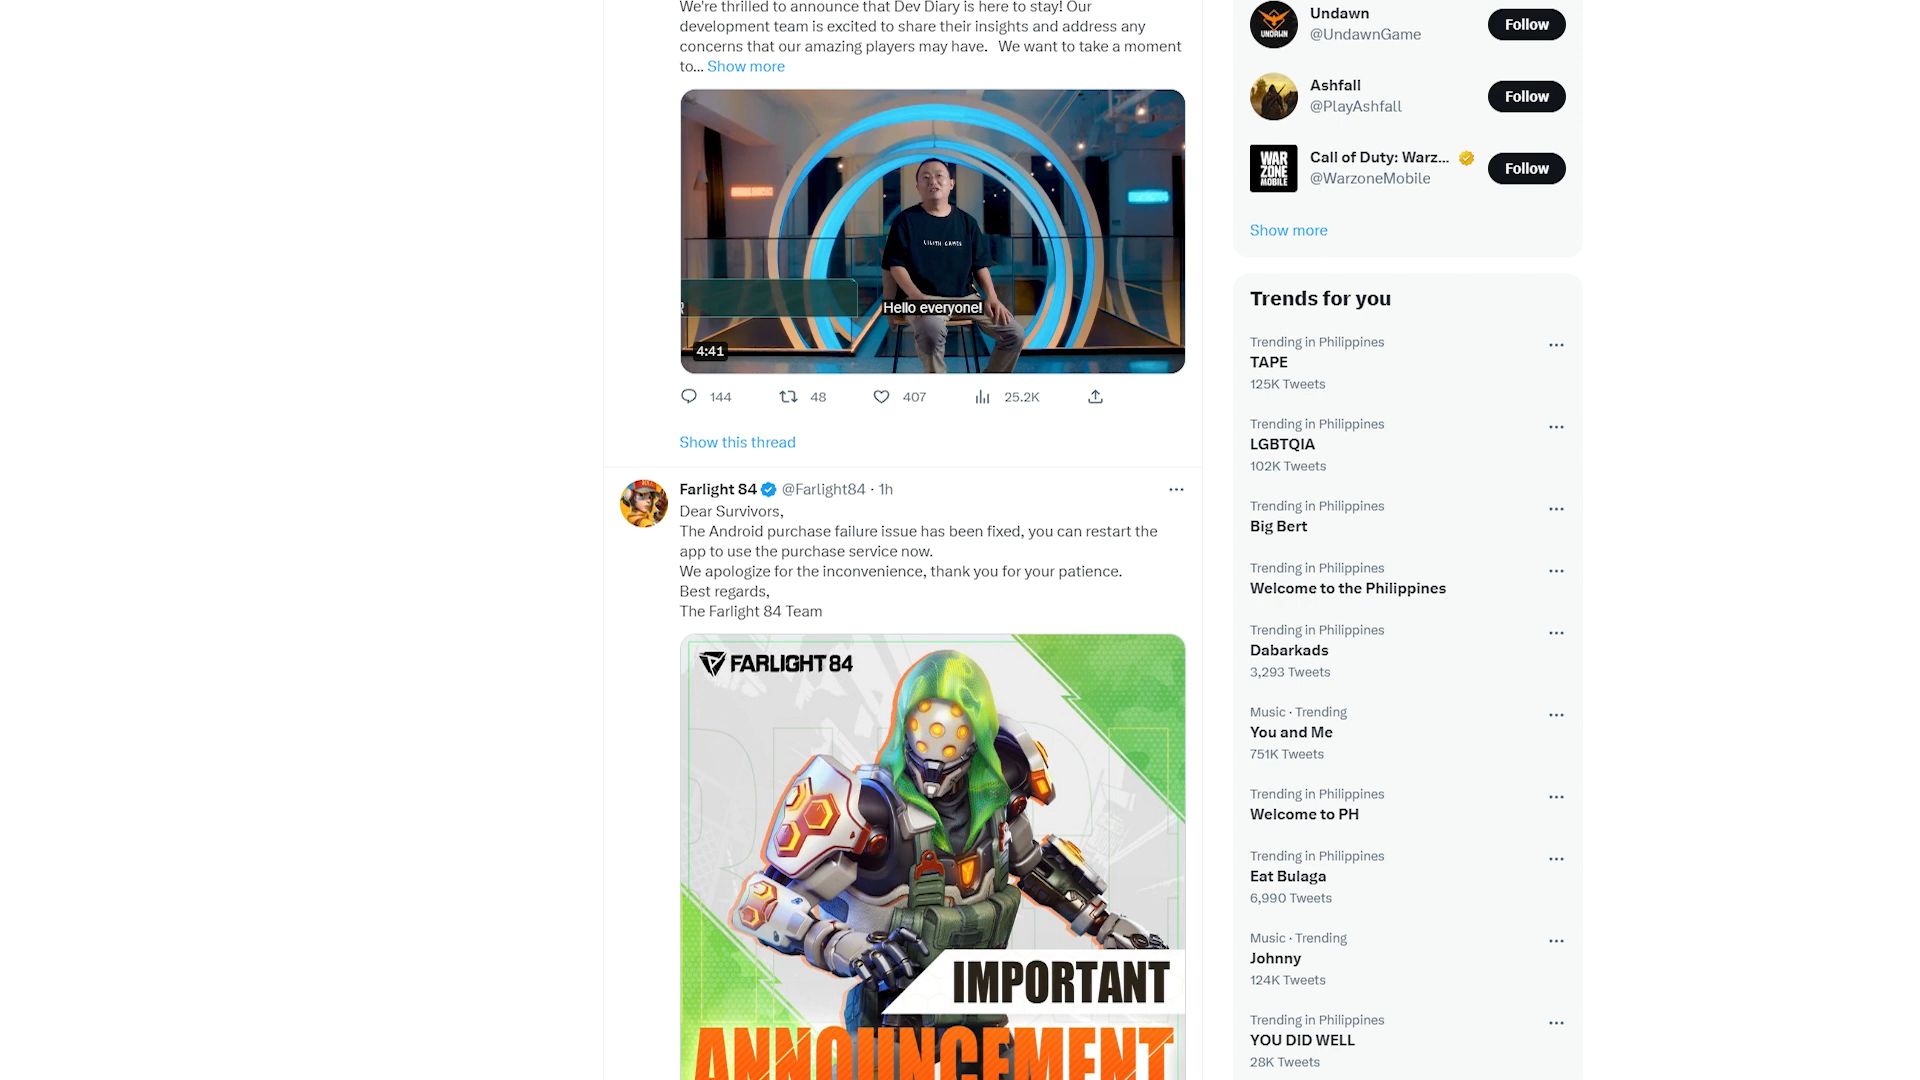 We're thrilled to announce that Dev Diary is here to stay! Our
development team is excited to share their insights and address any
concerns that our amazing players may have. We want to take a moment
to... Show more
LILITH GAMES
Hello everyone!
4:41
144
48
407
25.2K
Show this thread
Farlight 84 @Farlight84 · 1h
Dear Survivors,
The Android purchase failure issue has been fixed, you can restart the
app to use the purchase service now.
We apologize for the inconvenience, thank you for your patience.
Best regards,
The Farlight 84 Team
FARLIGHT 84
IMPORTANT
ANNOUNCEMENT
UNDAWN
Undawn
@UndawnGame
Follow
Ashfall
@PlayAshfall
Follow
WAR
ZONE
MOBILE
Call of Duty: Warz...
@WarzoneMobile
Follow
Show more
Trends for you
Trending in Philippines
TAPE
125K Tweets
Trending in Philippines
LGBTQIA
102K Tweets
Trending in Philippines
Big Bert
Trending in Philippines
Welcome to the Philippines
Trending in Philippines
Dabarkads
3,293 Tweets
Music · Trending
You and Me
751K Tweets
Trending in Philippines
Welcome to PH
Trending in Philippines
Eat Bulaga
6,990 Tweets
Music · Trending
Johnny
124K Tweets
Trending in Philippines
YOU DID WELL
28K Tweets